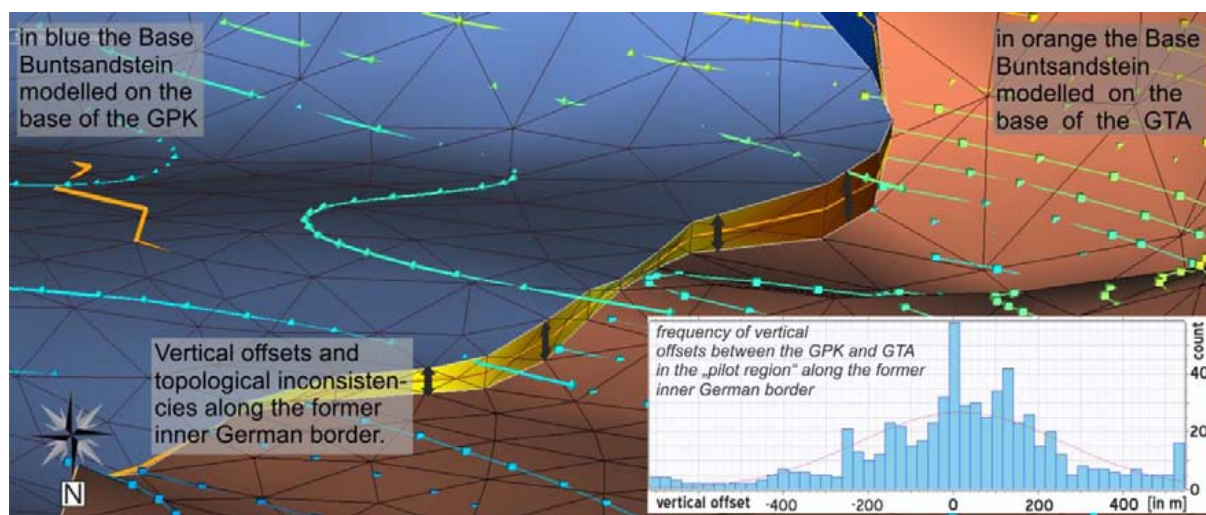 in blue the Base
Buntsandstein
modelled on the
base of the GPK
in orange the Base
Buntsandstein
modelled on the
base of the GTA
Vertical offsets and
topological inconsisten-
cies along the former
inner German border.
N
frequency of vertical
offsets between the GPK and GTA
in the „pilot region“ along the former
inner German border
count
40
20
0
vertical offset -400 -200 0 200 400 [in m]